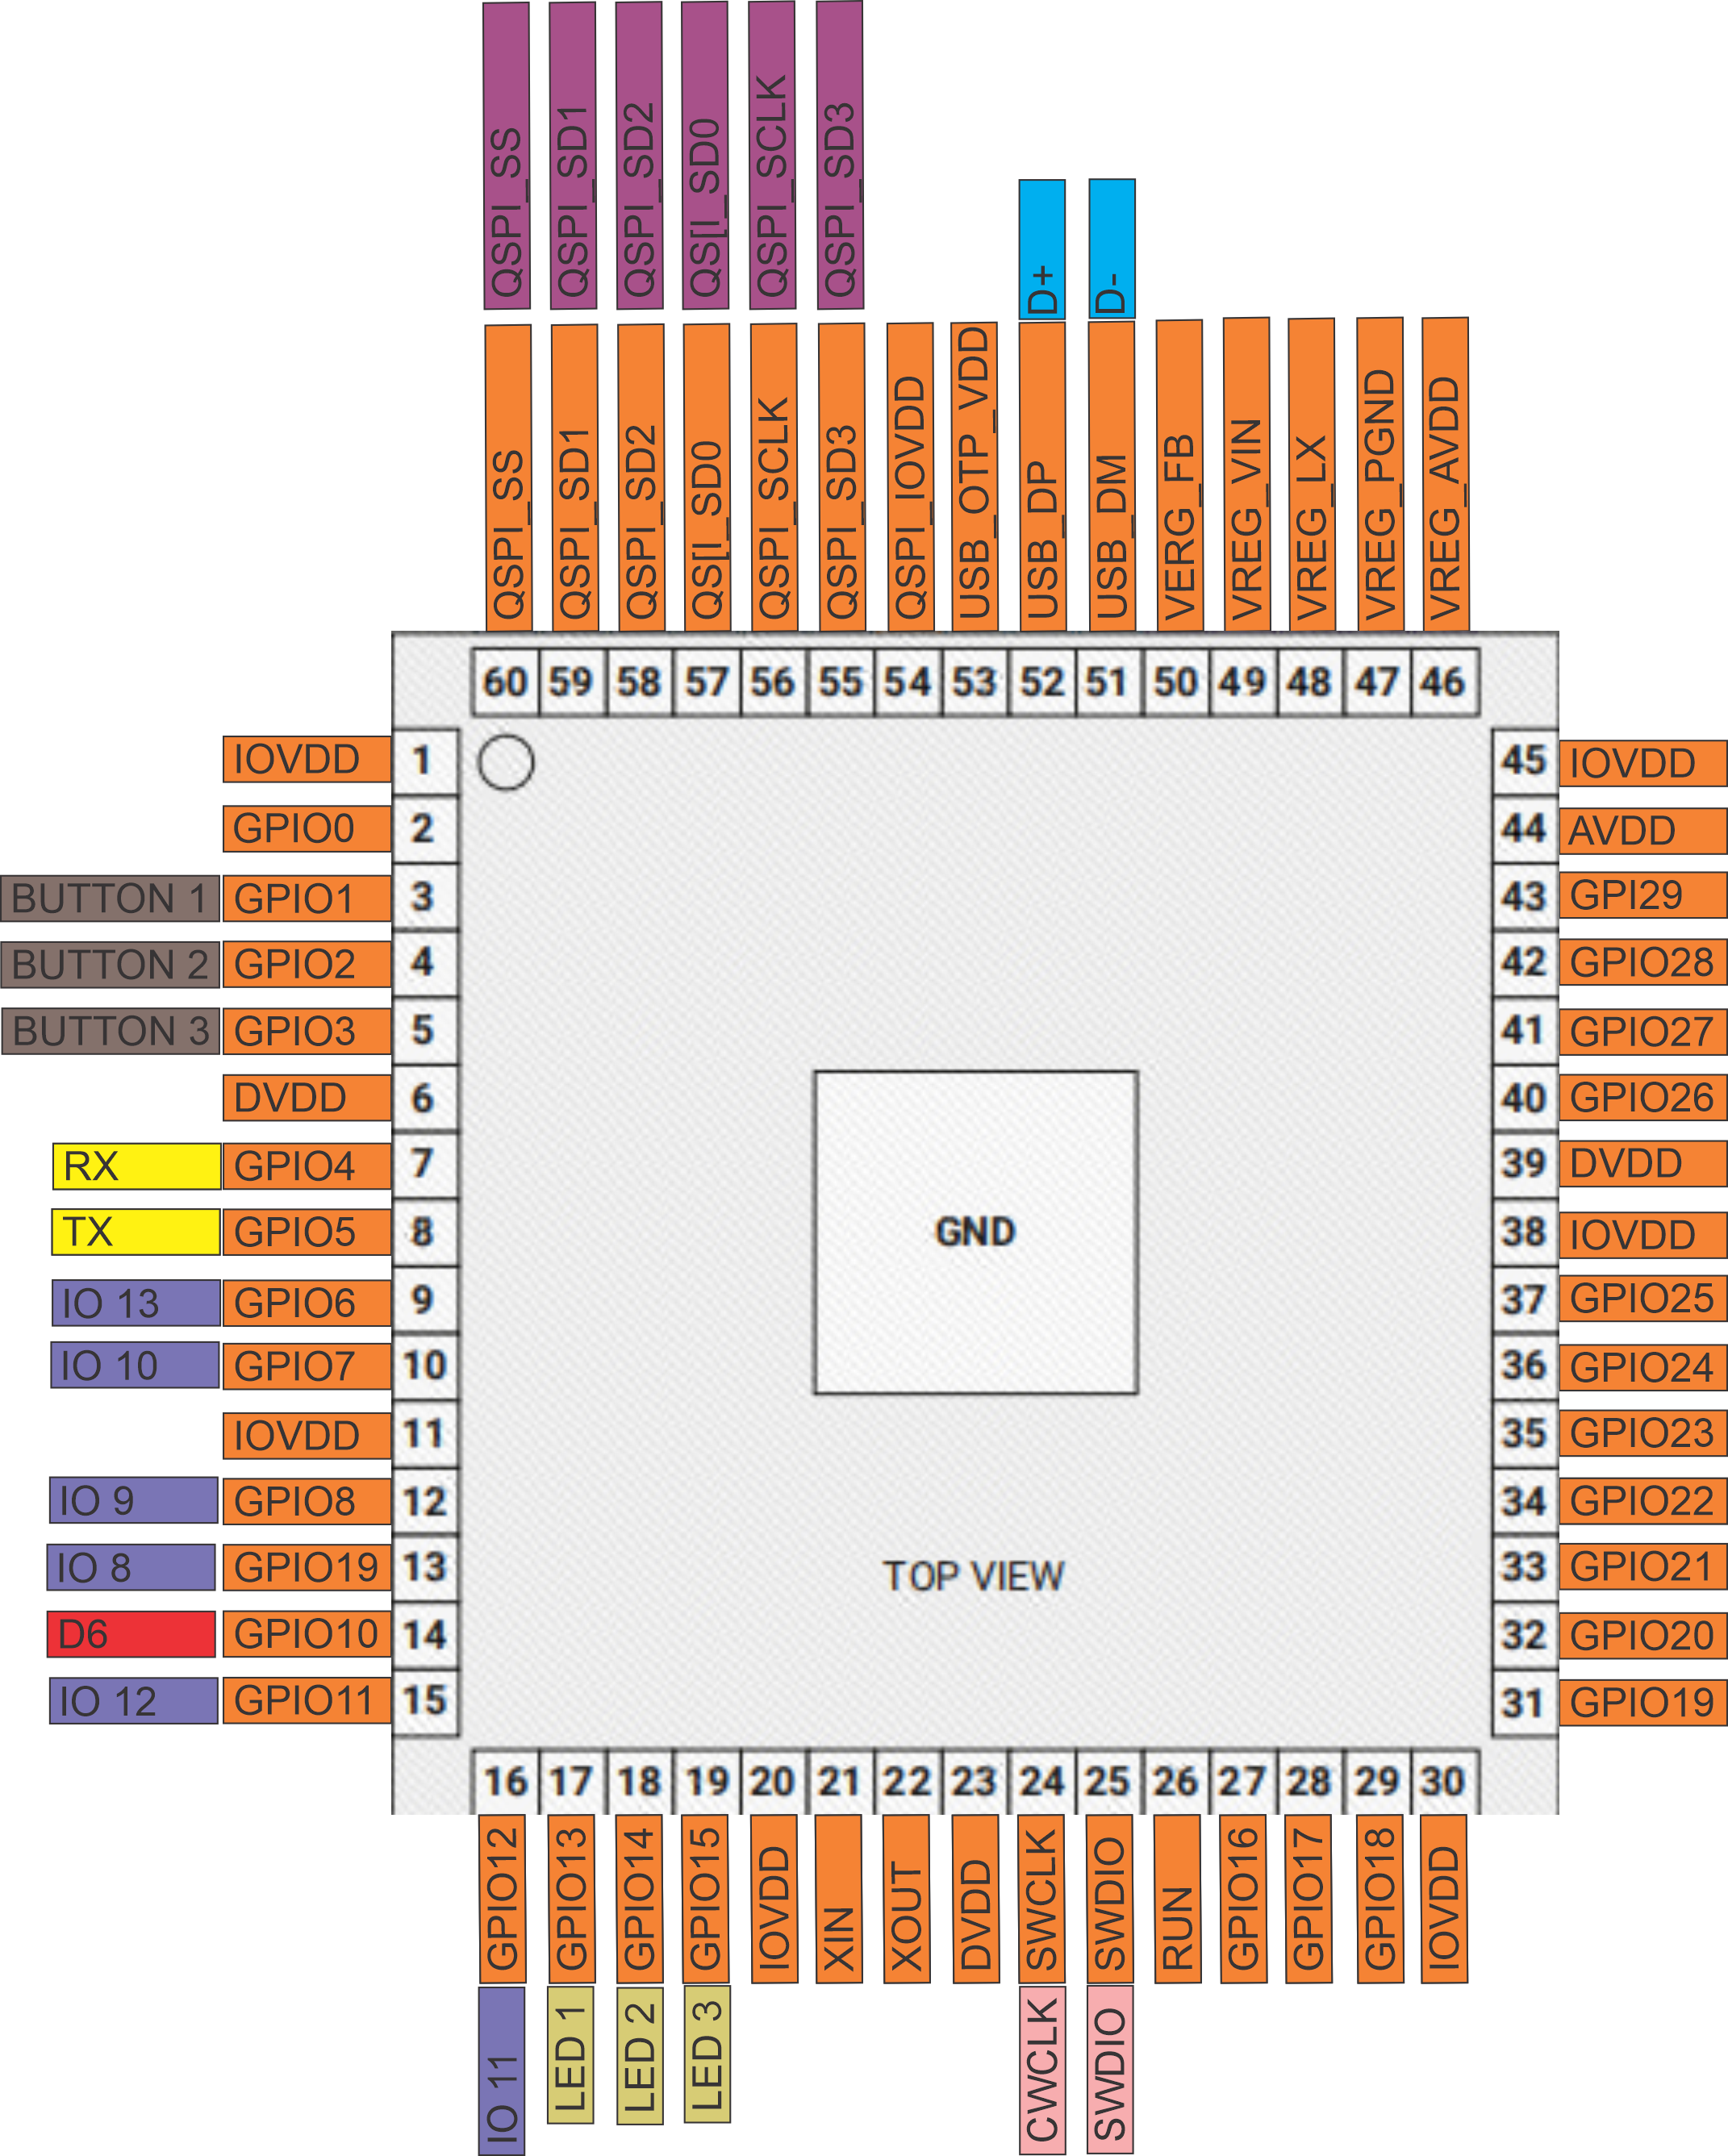 QSPI_SS
QSPI_SD1
QSPI_SD2
QS[I_SD0
QSPI_SCLK
QSPI_SD3
D+
D-
QSPI_SS
QSPI_SD1
QSPI_SD2
QS[I_SD0
QSPI_SCLK
QSPI_SD3
QSPI_IOVDD
USB_OTP_VDD
USB_DP
USB_DM
VERG_FB
VREG_VIN
VREG_LX
VREG_PGND
VREG_AVDD
60 59 58 57 56 55 54 53 52 51 50 49 48 47 46
IOVDD 1
GPIO0 2
BUTTON 1 GPIO1 3
BUTTON 2 GPIO2 4
BUTTON 3 GPIO3 5
DVDD 6
RX GPIO4 7
TX GPIO5 8
IO 13 GPIO6 9
IO 10 GPIO7 10
IOVDD 11
IO 9 GPIO8 12
IO 8 GPIO19 13
D6 GPIO10 14
IO 12 GPIO11 15
GND
TOP VIEW
45 IOVDD
44 AVDD
43 GPI29
42 GPIO28
41 GPIO27
40 GPIO26
39 DVDD
38 IOVDD
37 GPIO25
36 GPIO24
35 GPIO23
34 GPIO22
33 GPIO21
32 GPIO20
31 GPIO19
16 17 18 19 20 21 22 23 24 25 26 27 28 29 30
GPIO12
GPIO13
GPIO14
GPIO15
IOVDD
XIN
XOUT
DVDD
SWCLK
SWDIO
RUN
GPIO16
GPIO17
GPIO18
IOVDD
IO 11
LED 1
LED 2
LED 3
CWCLK
SWDIO